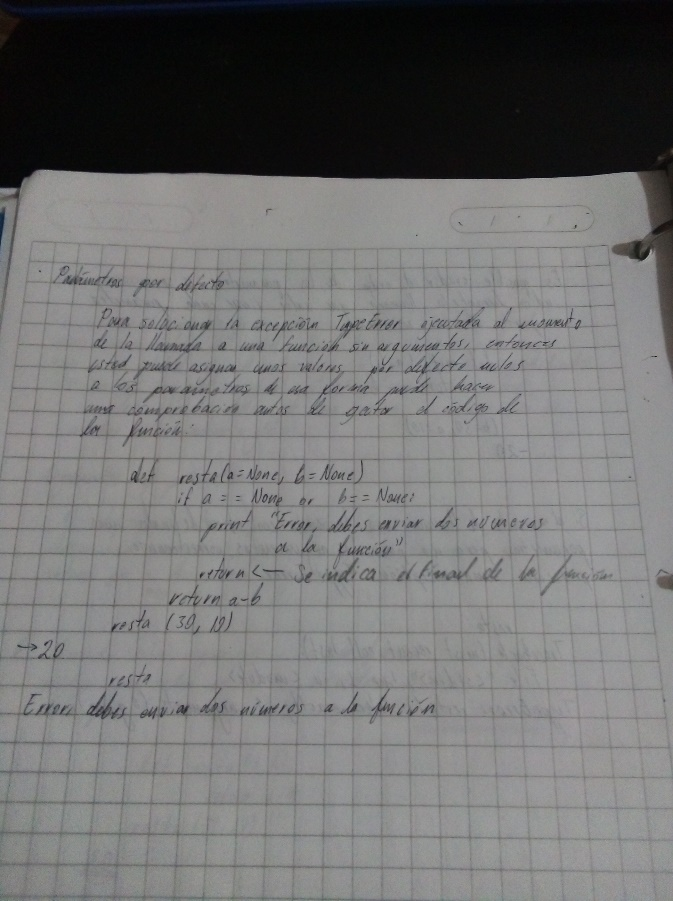 Parámetros por defecto
Para solucionar la excepción TypeError ejecutada al momento
de la llamada a una función sin argumentos, entonces
usted puede asignar unos valores por defecto nulos
a los parámetros de esa forma puede hacer
una comprobación antes de ejecutar el código de
la función:
def resta(a=None, b=None)
if a == None or b == None:
print "Error, debes enviar dos números
a la función"
return <— Se indica el final de la función
return a-b
resta (30, 10)
→20
resta
Error, debes enviar dos números a la función